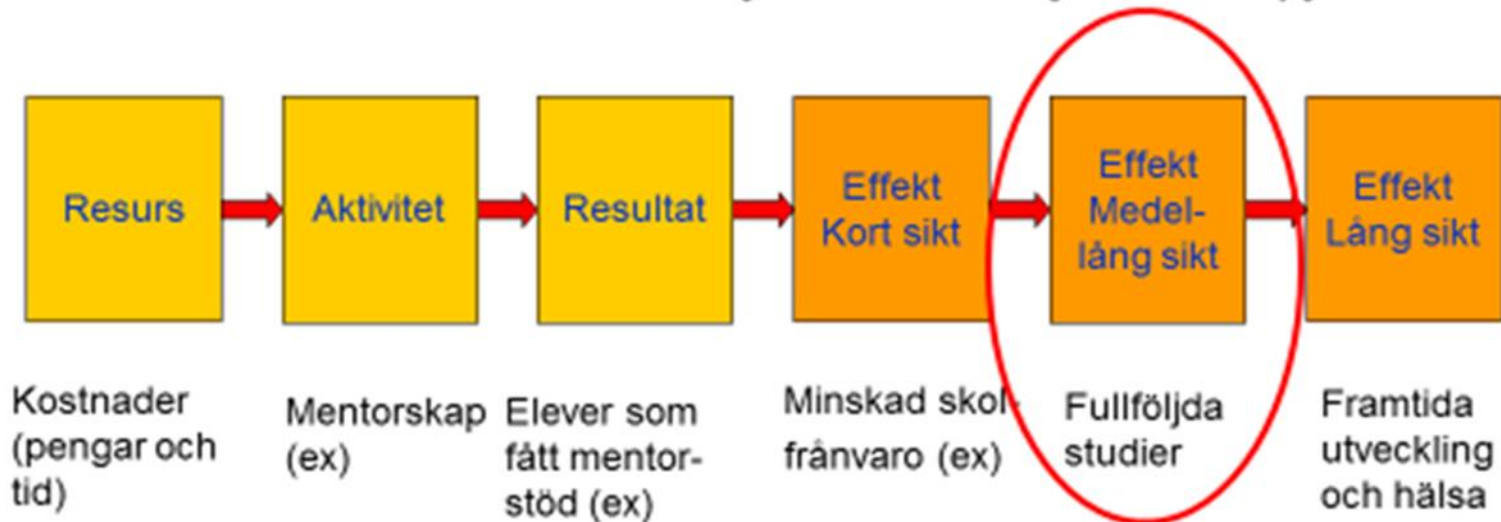 Resurs
Aktivitet
Resultat
Effekt
Kort sikt
Effekt
Medel-
lång sikt
Effekt
Lång sikt
Kostnader
(pengar och
tid)
Mentorskap
(ex)
Elever som
fått mentor-
stöd (ex)
Minskad skol-
frånvaro (ex)
Fullföljda
studier
Framtida
utveckling
och hälsa